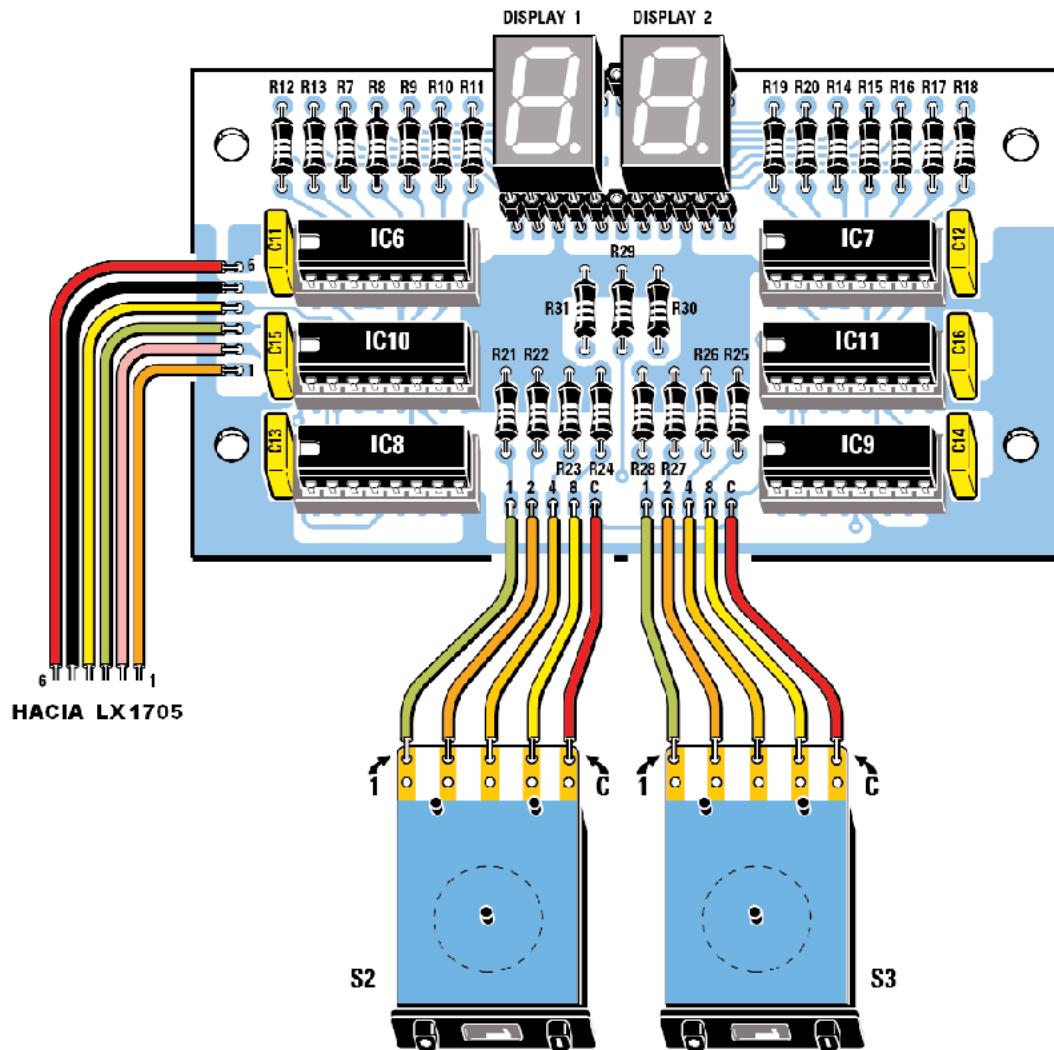 DISPLAY 1 DISPLAY 2
R12 R13 R7 R8 R9 R10 R11 R19 R20 R14 R15 R16 R17 R18
C11 IC6 IC7 C12
6
R29
R31 R30
C15 IC10 IC11 C16
1
R21 R22 R26 R25
C13 IC8 IC9 C14
R23 R24 R28 R27
1 2 4 8 C 1 2 4 8 C
6 1
HACIA LX1705
1 C 1 C
S2 S3